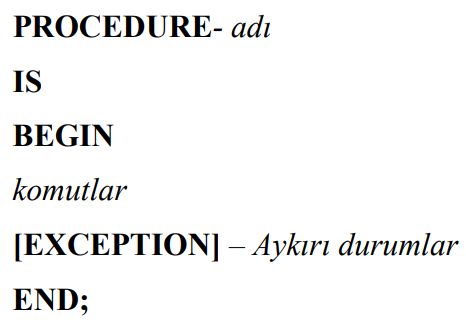 PROCEDURE- adı
IS
BEGIN
komutlar
[EXCEPTION] – Aykırı durumlar
END;